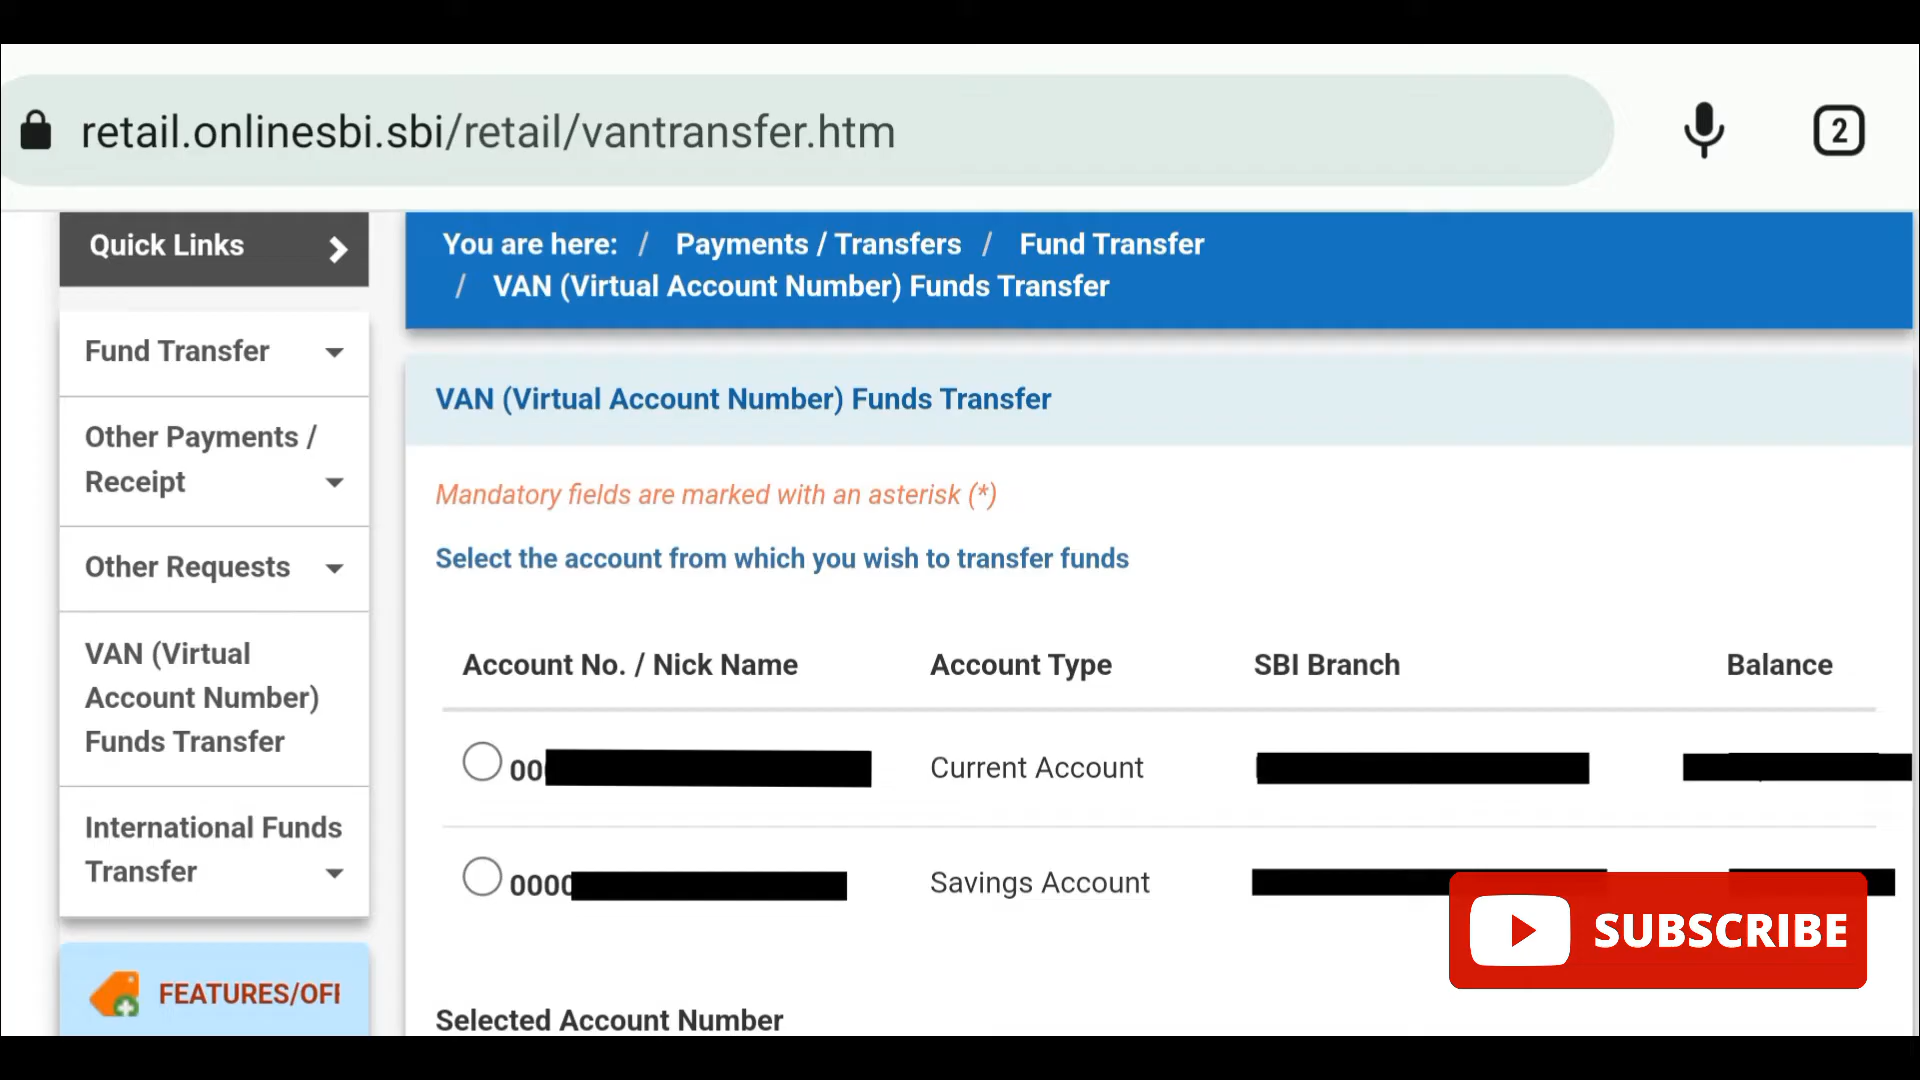 retail.onlinesbi.sbi/retail/vantransfer.htm
2
Quick Links
Fund Transfer
Other Payments /
Receipt
Other Requests
VAN (Virtual
Account Number)
Funds Transfer
International Funds
Transfer
FEATURES/OF
You are here: / Payments / Transfers / Fund Transfer
/ VAN (Virtual Account Number) Funds Transfer
VAN (Virtual Account Number) Funds Transfer
Mandatory fields are marked with an asterisk (*)
Select the account from which you wish to transfer funds
Account No. / Nick Name Account Type SBI Branch Balance
00 Current Account
0000 Savings Account
SUBSCRIBE
Selected Account Number